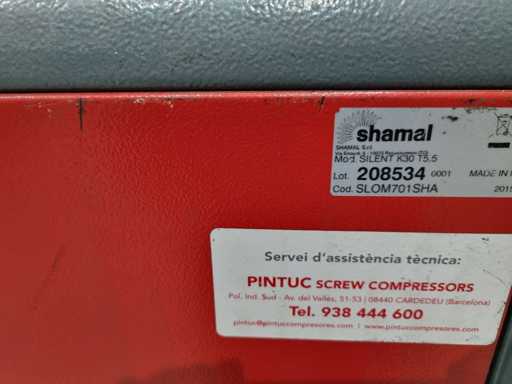 shamal
SHAMAL S.r.l.
Mod. SILENT K30 T5,5
Lot. 208534 0001 MADE IN
Cod. SLOM701SHA 2015
Servei d'assistència tècnica:
PINTUC SCREW COMPRESSORS
Pol. Ind. Sud - Av. del Vallès, 51-53 | 08440 CARDEDEU (Barcelona)
Tel. 938 444 600
pintuc@pintuccompresores.com | www.pintuccompresores.com